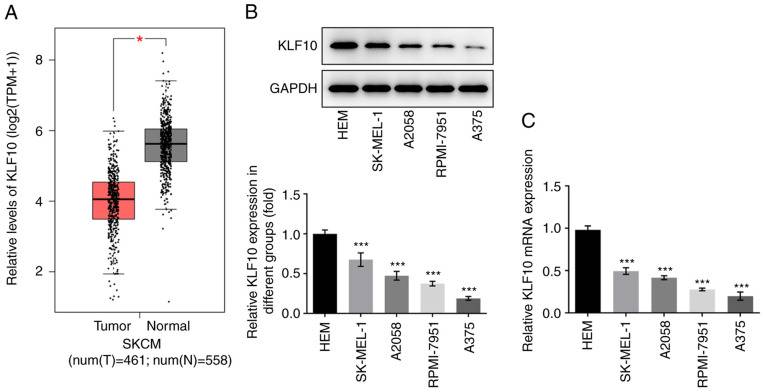 A
Relative levels of KLF10 (log2(TPM+1))
8
6
4
2
*
Tumor Normal
SKCM
(num(T)=461; num(N)=558)
B
KLF10
GAPDH
HEM
SK-MEL-1
A2058
RPMI-7951
A375
Relative KLF10 expression in
different groups (fold)
1.5
1.0
0.5
0.0
***
***
***
***
HEM
SK-MEL-1
A2058
RPMI-7951
A375
C
Relative KLF10 mRNA expression
1.5
1.0
0.5
0.0
***
***
***
***
HEM
SK-MEL-1
A2058
RPMI-7951
A375